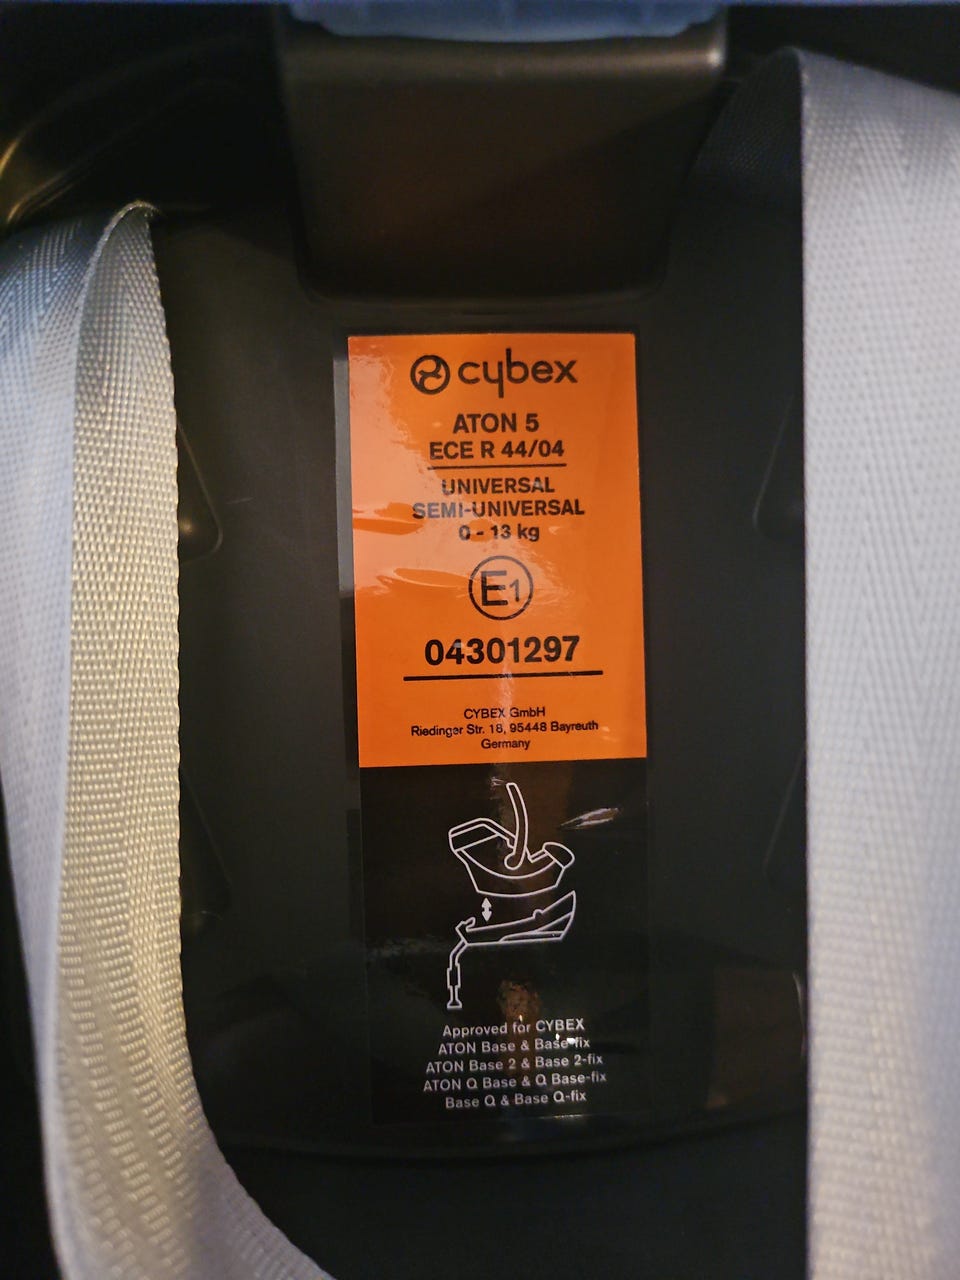 cybex
ATON 5
ECE R 44/04
UNIVERSAL
SEMI-UNIVERSAL
0 - 13 kg
E1
04301297
CYBEX GmbH
Riedinger Str. 18, 95448 Bayreuth
Germany
Approved for CYBEX
ATON Base & Base-fix
ATON Base 2 & Base 2-fix
ATON Q Base & Q Base-fix
Base Q & Base Q-fix